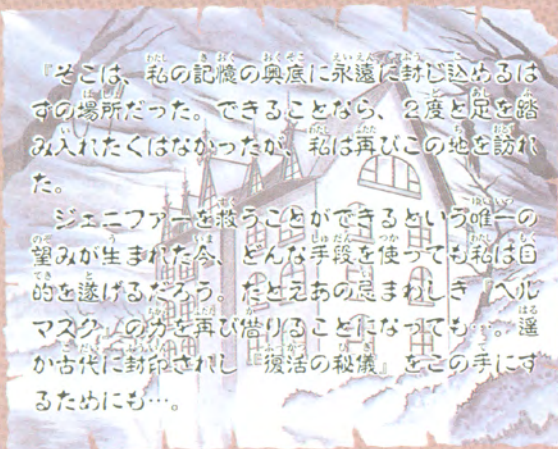 『そこは、私の記憶の奥底に永遠に封じ込めるは
ずの場所だった。できることなら、２度と足を踏
み入れたくはなかったが、私は再びこの地を訪れ
た。
　ジェニファーを救うことができるという唯一の
望みが生まれた今、どんな手段を使っても私は目
的を遂げるだろう。たとえあの忌まわしき『ヘル
マスク』の力を再び借りることになっても…。遥
か古代に封印されし『復活の秘儀』をこの手にす
るためにも…。